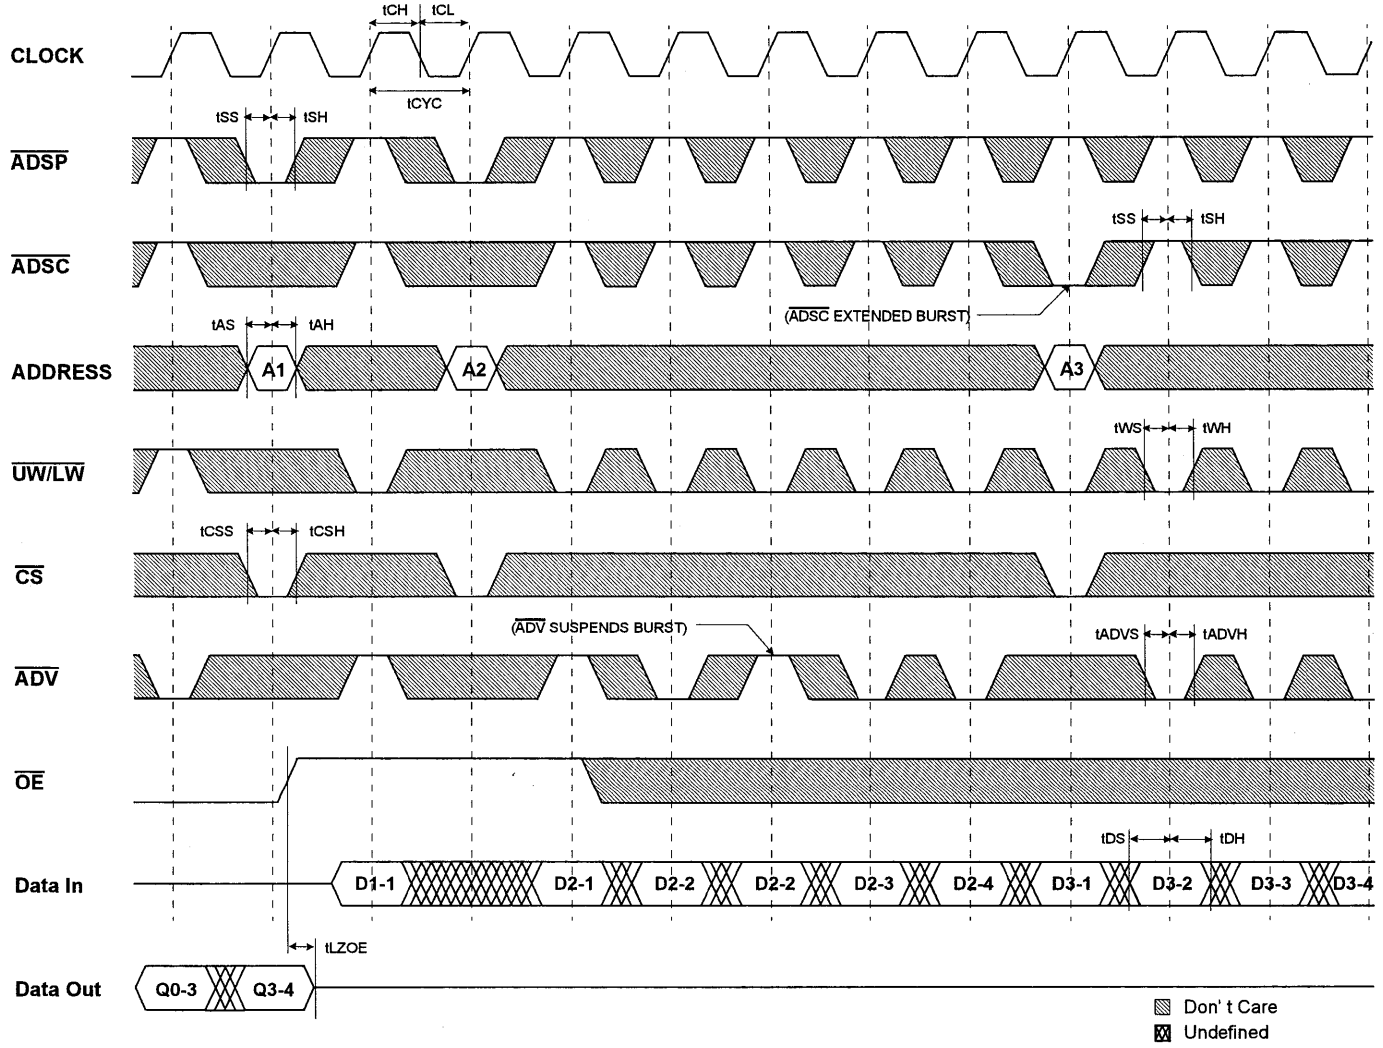 tCH tCL
CLOCK
tCYC
tSS tSH
ADSP
tSS tSH
ADSC
(ADSC EXTENDED BURST)
tAS tAH
ADDRESS A1 A2 A3
tWS tWH
UW/LW
tCSS tCSH
CS
(ADV SUSPENDS BURST)
tADVS tADVH
ADV
OE
tDS tDH
Data In D1-1 D2-1 D2-2 D2-2 D2-3 D2-4 D3-1 D3-2 D3-3 D3-4
tLZOE
Data Out Q0-3 Q3-4
Don' t Care
Undefined